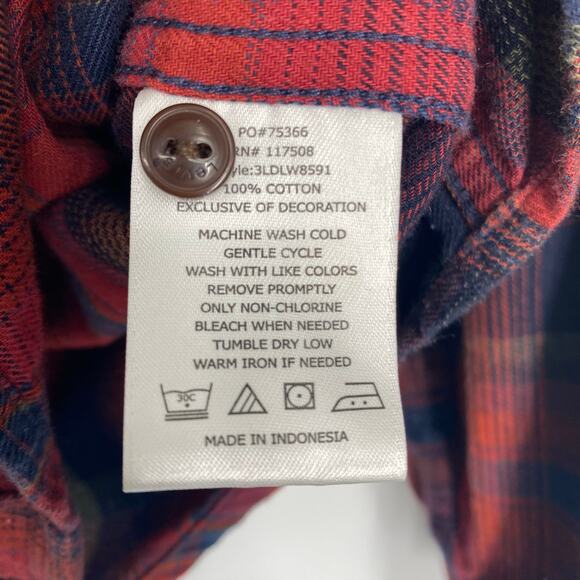 PO#75366
RN# 117508
yle:3LDLW8591
100% COTTON
EXCLUSIVE OF DECORATION
MACHINE WASH COLD
GENTLE CYCLE
WASH WITH LIKE COLORS
REMOVE PROMPTLY
ONLY NON-CHLORINE
BLEACH WHEN NEEDED
TUMBLE DRY LOW
WARM IRON IF NEEDED
30C
MADE IN INDONESIA